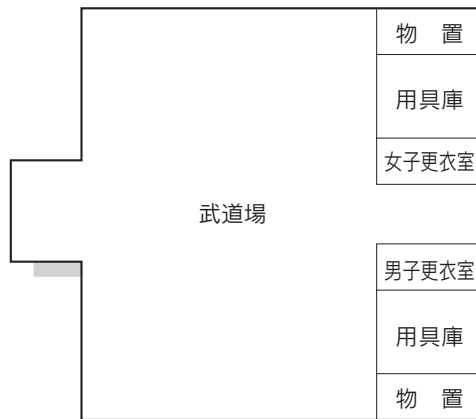 物　置
用具庫
女子更衣室
武道場
男子更衣室
用具庫
物　置